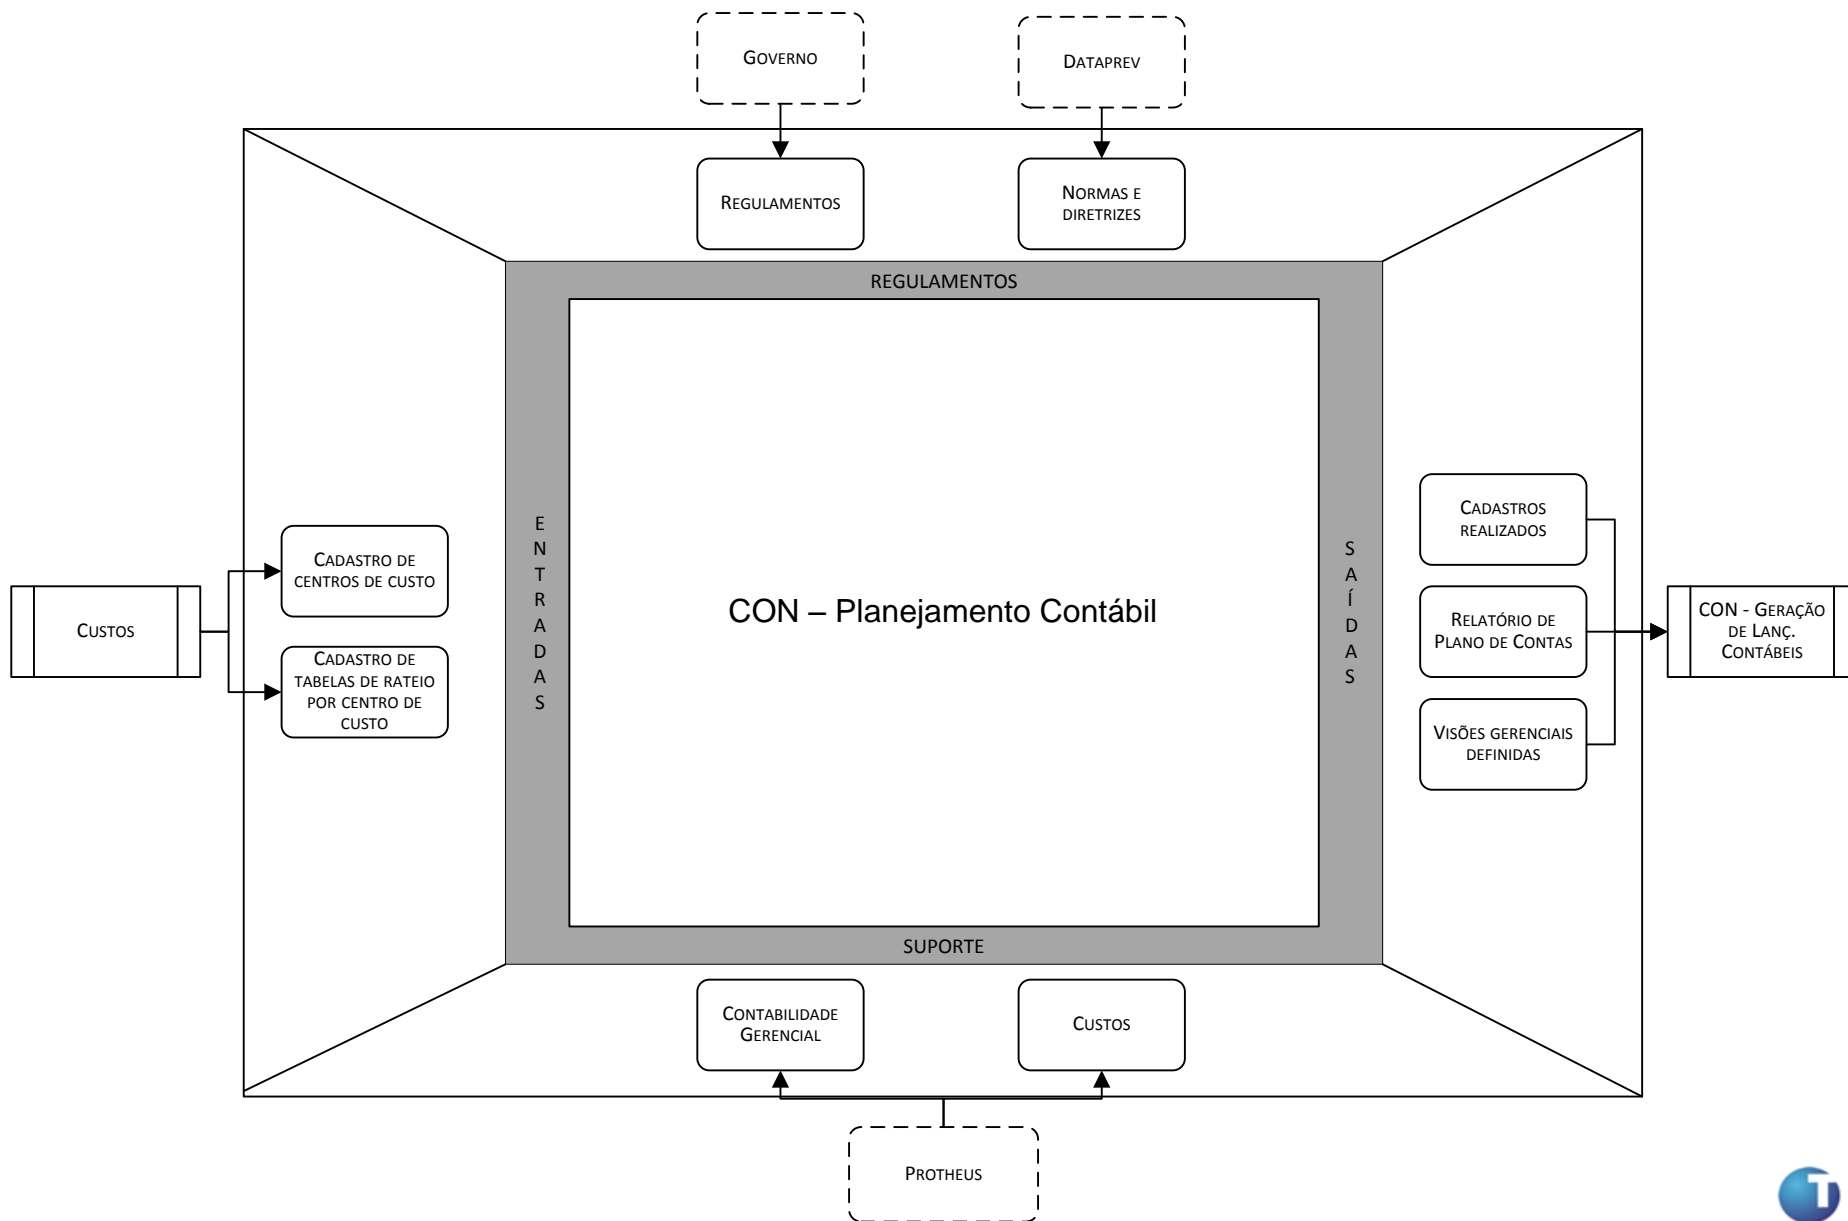 GOVERNO
DATAPREV
REGULAMENTOS
NORMAS E
DIRETRIZES
REGULAMENTOS
ENTRADAS
CON – Planejamento Contábil
SAÍDAS
CUSTOS
CADASTRO DE
CENTROS DE CUSTO
CADASTRO DE
TABELAS DE RATEIO
POR CENTRO DE
CUSTO
CADASTROS
REALIZADOS
RELATÓRIO DE
PLANO DE CONTAS
VISÕES GERENCIAIS
DEFINIDAS
CON - GERAÇÃO
DE LANÇ.
CONTÁBEIS
SUPORTE
CONTABILIDADE
GERENCIAL
CUSTOS
PROTHEUS
T